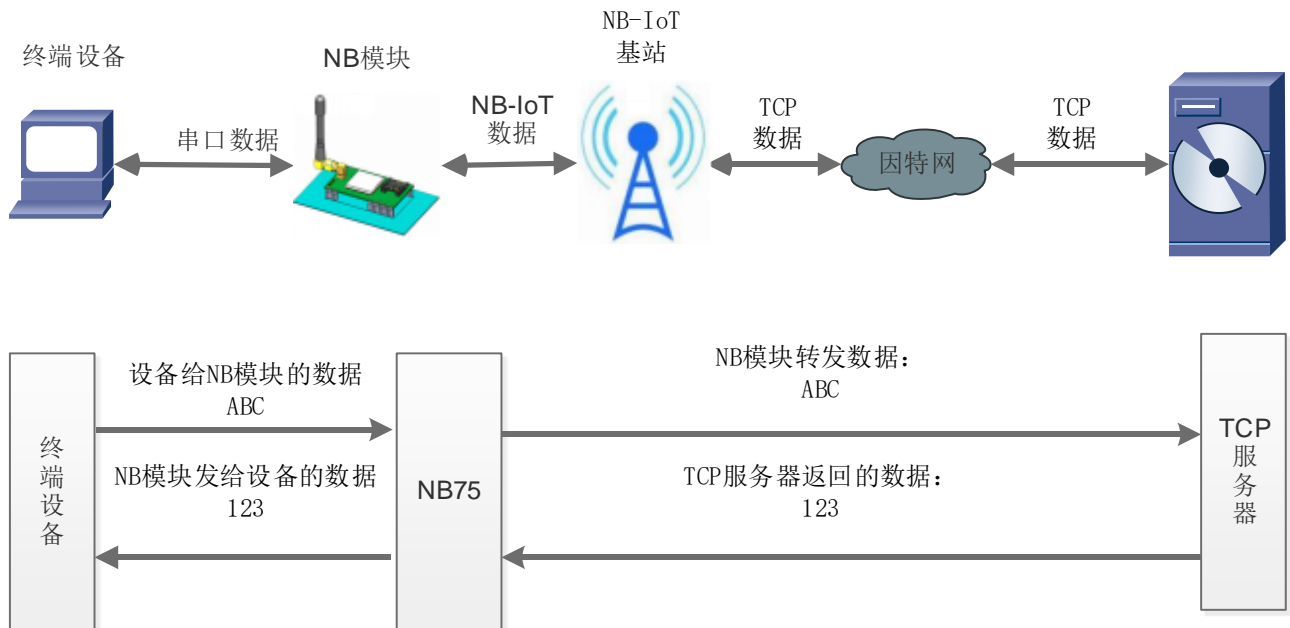 NB-IoT
基站
终端设备
NB模块
串口数据
NB-IoT
数据
TCP
数据
因特网
TCP
数据
设备给NB模块的数据
ABC
NB模块转发数据:
ABC
终端设备
NB模块发给设备的数据
123
NB75
TCP服务器返回的数据:
123
TCP
服务器